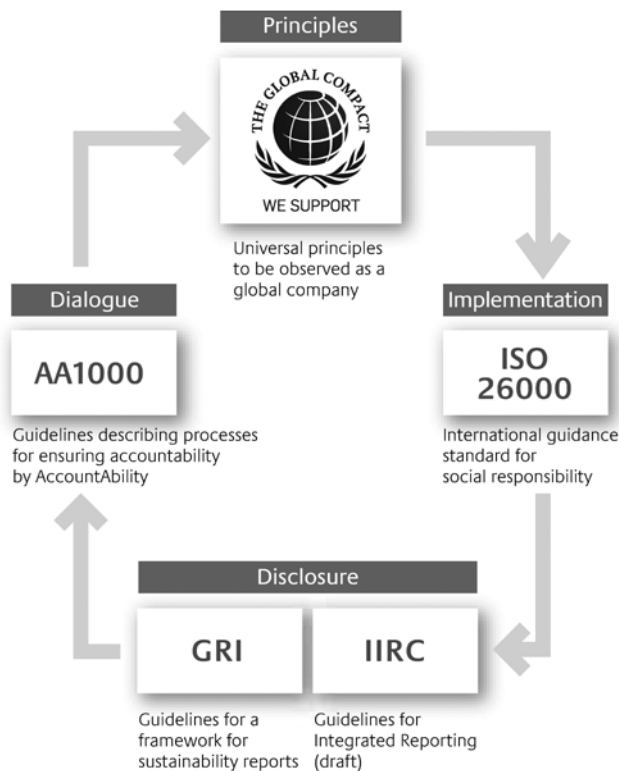 Principles
THE GLOBAL COMPACT
WE SUPPORT
Universal principles
to be observed as a
global company
Dialogue
AA1000
Guidelines describing processes
for ensuring accountability
by AccountAbility
Implementation
ISO
26000
International guidance
standard for
social responsibility
Disclosure
GRI
Guidelines for a
framework for
sustainability reports
IIRC
Guidelines for
Integrated Reporting
(draft)